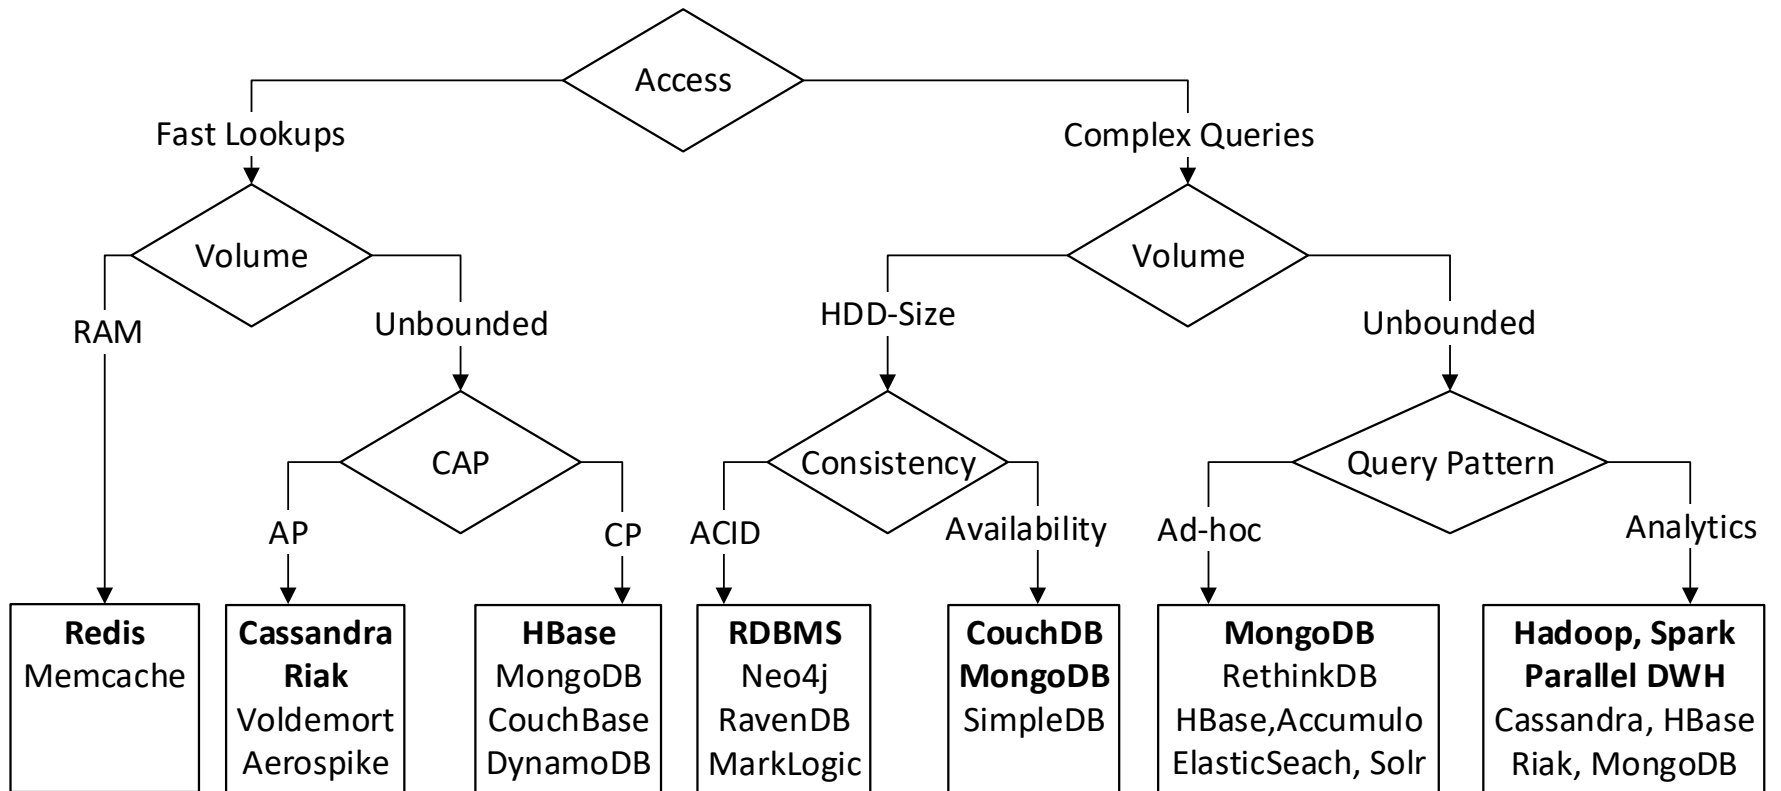 Access
Fast Lookups
Complex Queries
Volume
Volume
RAM
Unbounded
HDD-Size
Unbounded
CAP
Consistency
Query Pattern
AP
CP
ACID
Availability
Ad-hoc
Analytics
Redis
Memcache
Cassandra
Riak
Voldemort
Aerospike
HBase
MongoDB
CouchBase
DynamoDB
RDBMS
Neo4j
RavenDB
MarkLogic
CouchDB
MongoDB
SimpleDB
MongoDB
RethinkDB
HBase,Accumulo
ElasticSeach, Solr
Hadoop, Spark
Parallel DWH
Cassandra, HBase
Riak, MongoDB